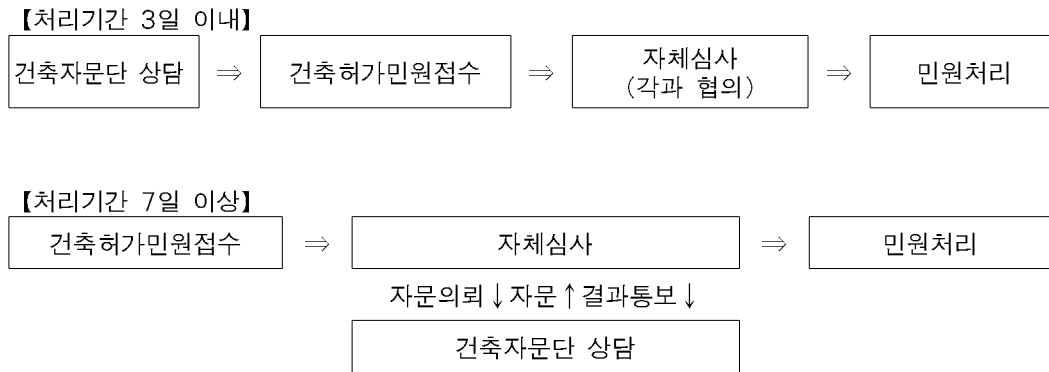 【처리기간 3일 이내】
건축자문단 상담 ⇒ 건축허가민원접수 ⇒ 자체심사 ⇒ 민원처리
(각과 협의)
【처리기간 7일 이상】
건축허가민원접수 ⇒ 자체심사 ⇒ 민원처리
자문의뢰↓자문↑결과통보↓
건축자문단 상담